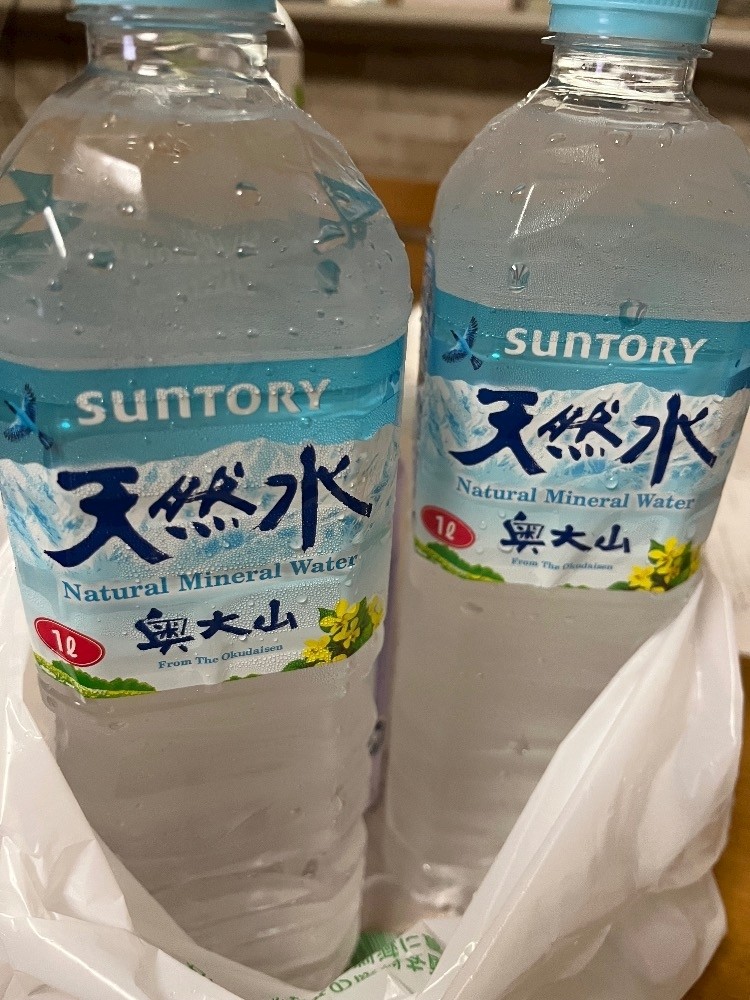 SUNTORY
天然水
Natural Mineral Water
1ℓ
奥大山
From The Okudaisen
SUNTORY
天然水
Natural Mineral Water
1ℓ
奥大山
From The Okudaisen